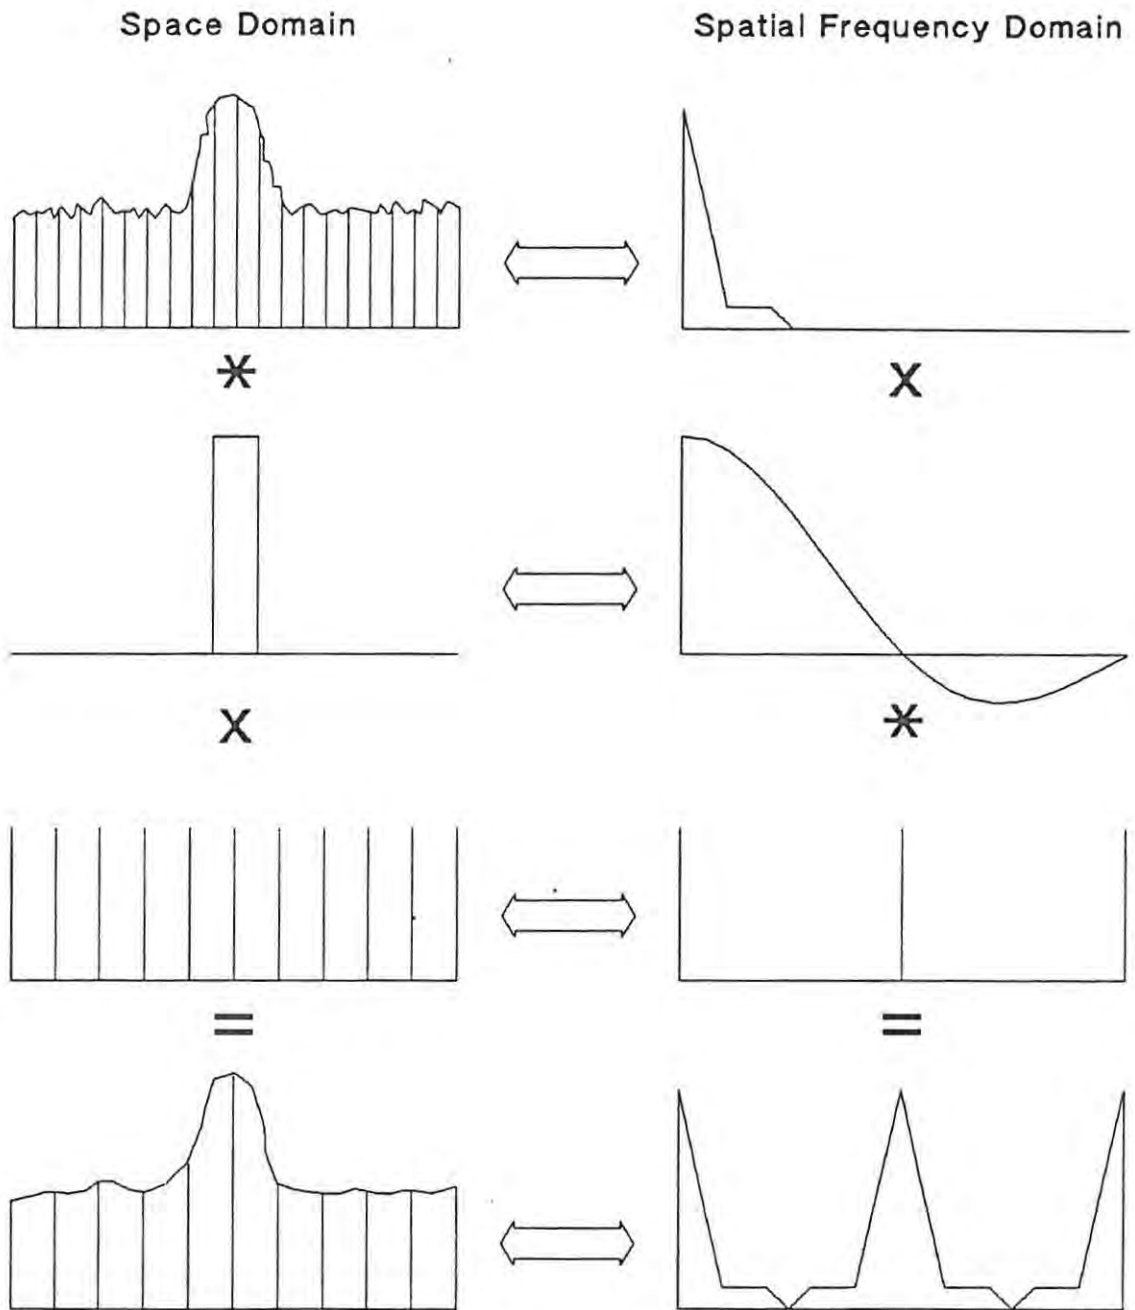 Space Domain
Spatial Frequency Domain
* x
x *
= =